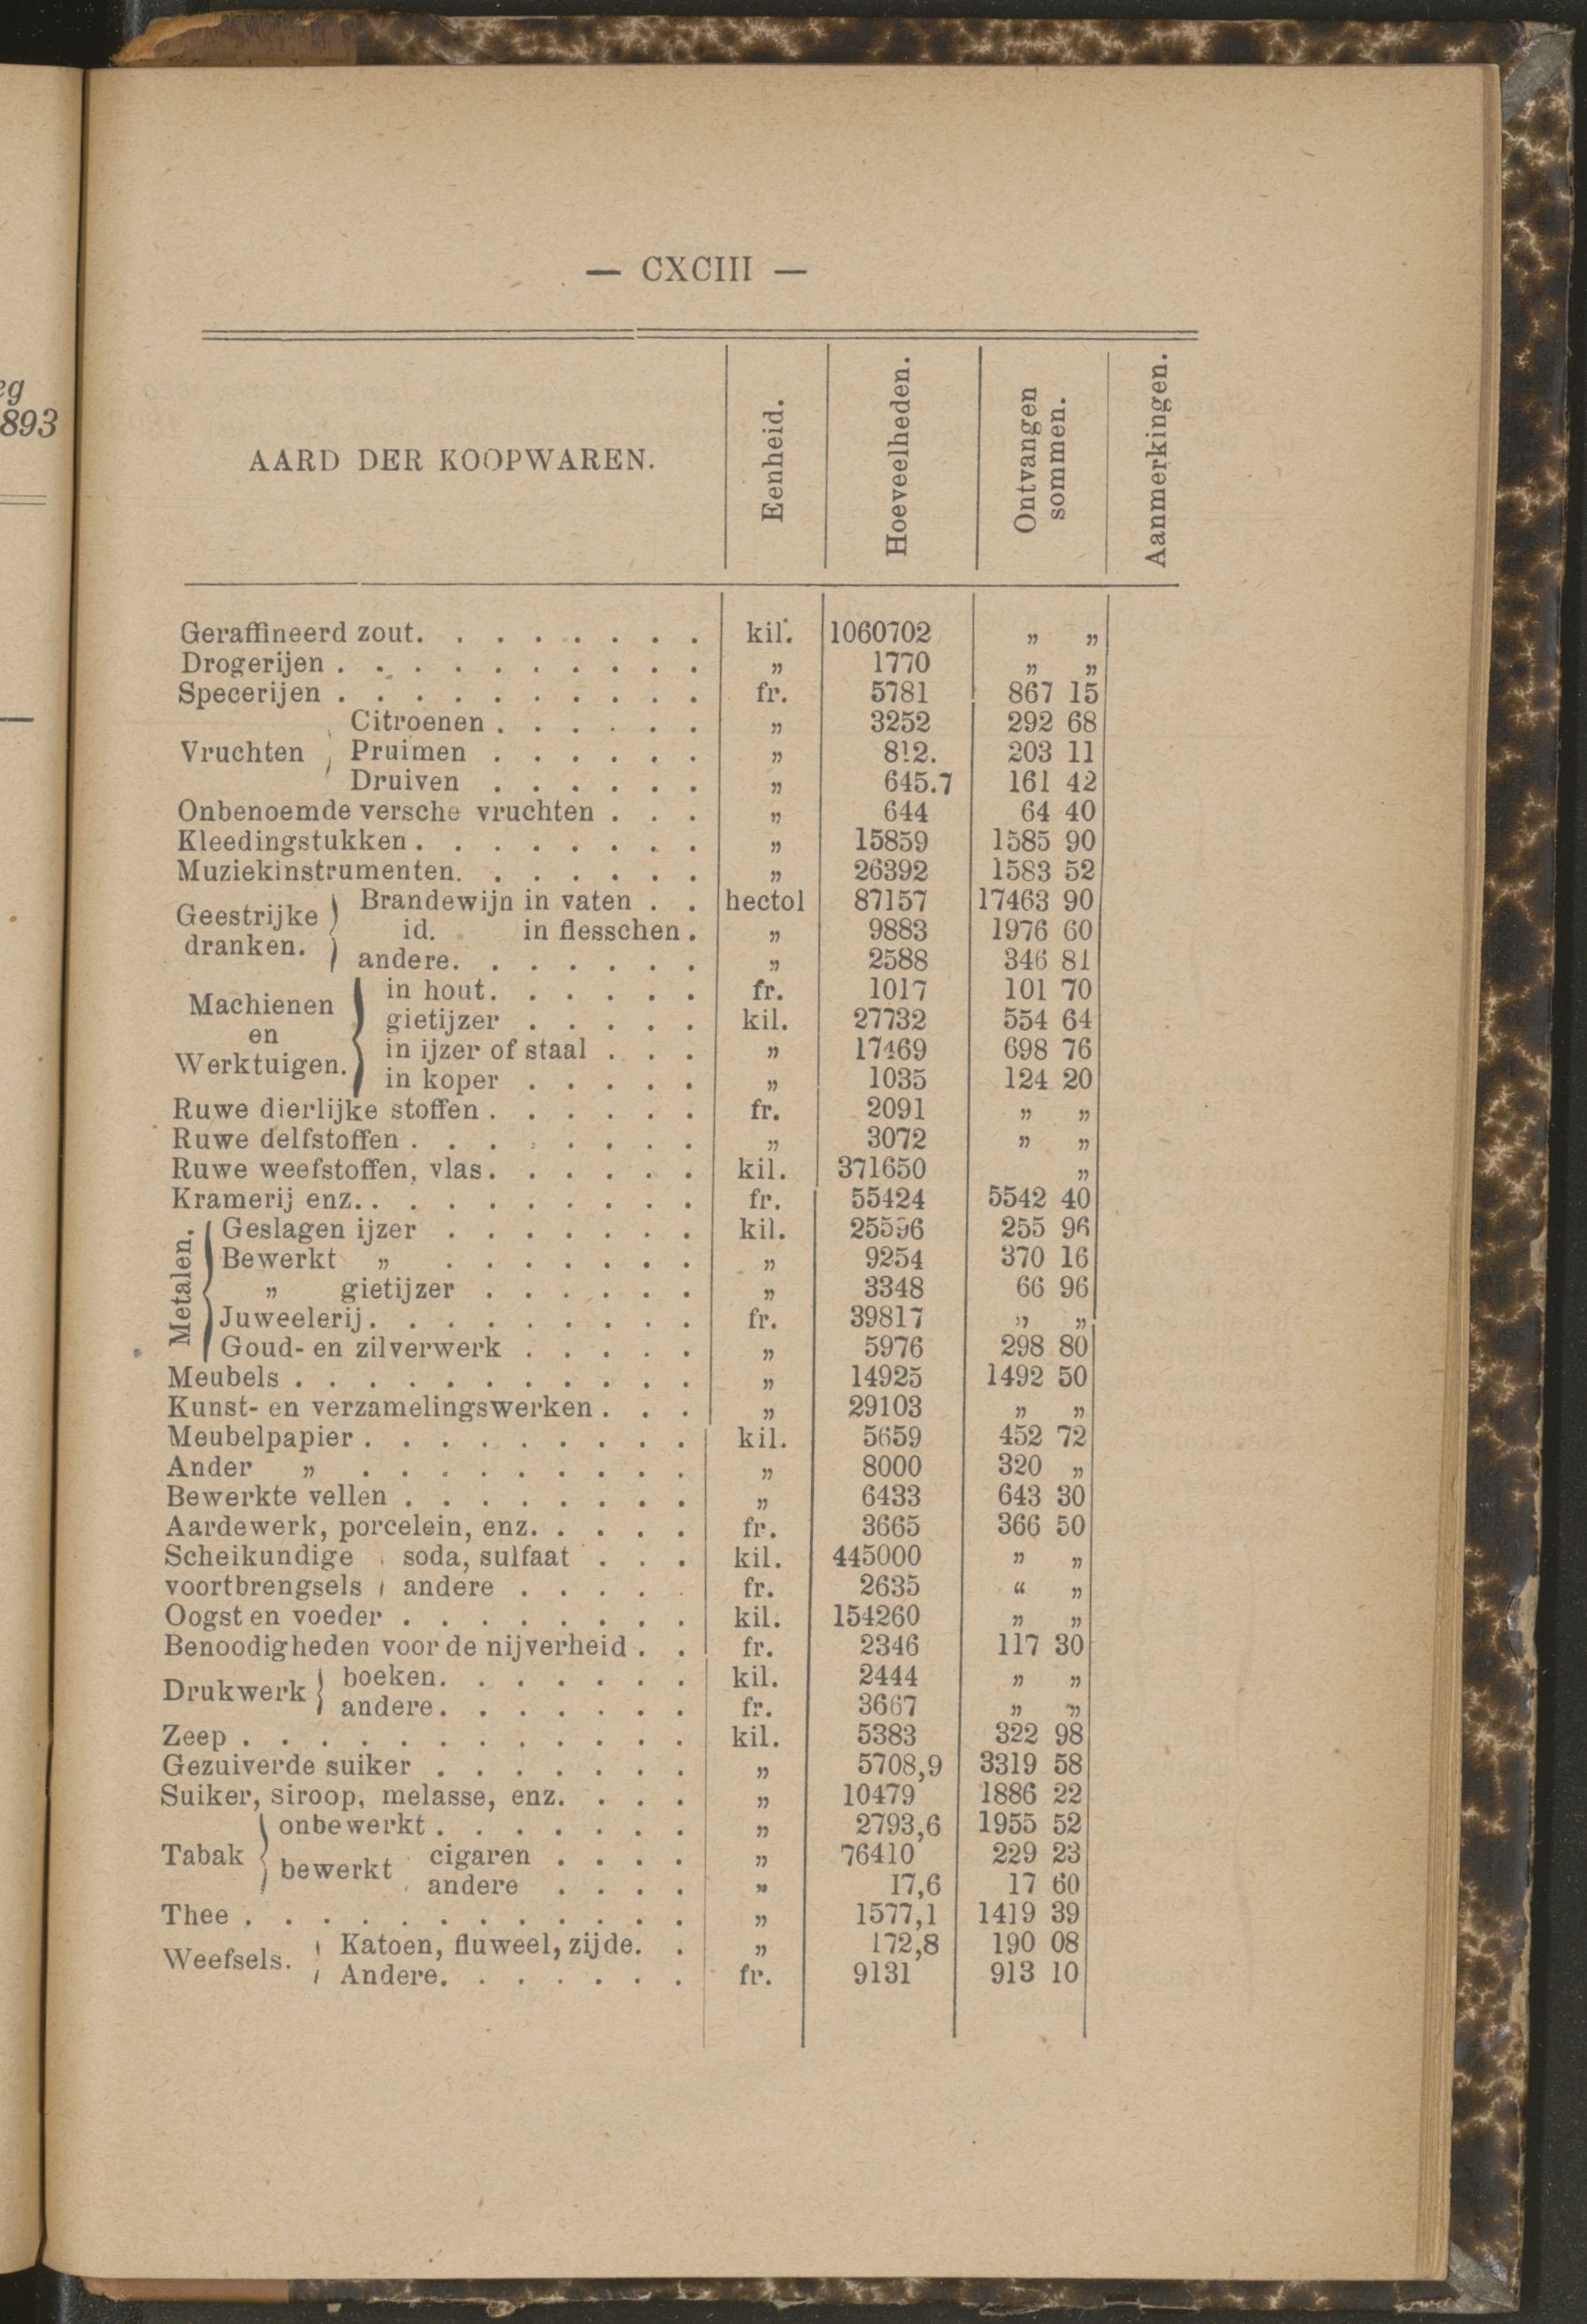 eg
893
— CXCIII —
AARD DER KOOPWAREN. Eenheid. Hoeveelheden. Ontvangen sommen. Aanmerkingen.
Geraffineerd zout. . . . . . . . kil. 1060702 „ „
Drogerijen . . . . . . . . . . „ 1770 „ „
Specerijen . . . . . . . . . . fr. 5781 867 15
Citroenen . . . . . . „ 3252 292 68
Vruchten Pruimen . . . . . . „ 812. 203 11
Druiven . . . . . . „ 645.7 161 42
Onbenoemde versche vruchten . . . „ 644 64 40
Kleedingstukken . . . . . . . . „ 15859 1585 90
Muziekinstrumenten. . . . . . . „ 26392 1583 52
Geestrijke dranken. Brandewijn in vaten . . hectol 87157 17463 90
id. in flesschen . „ 9883 1976 60
andere. . . . . . . „ 2588 346 81
Machienen en Werktuigen. in hout. . . . . . fr. 1017 101 70
gietijzer . . . . . kil. 27732 554 64
in ijzer of staal . . . „ 17469 698 76
in koper . . . . . „ 1035 124 20
Ruwe dierlijke stoffen . . . . . . fr. 2091 „ „
Ruwe delfstoffen . . . . . . . . „ 3072 „ „
Ruwe weefstoffen, vlas. . . . . . kil. 371650 „
Kramerij enz. . . . . . . . . . fr. 55424 5542 40
Metalen. Geslagen ijzer . . . . . . . kil. 25596 255 96
Bewerkt „ . . . . . . . „ 9254 370 16
„ gietijzer . . . . . . „ 3348 66 96
Juweelerij. . . . . . . . . fr. 39817 „ „
Goud- en zilverwerk . . . . . „ 5976 298 80
Meubels . . . . . . . . . . . „ 14925 1492 50
Kunst- en verzamelingswerken . . . „ 29103 „ „
Meubelpapier . . . . . . . . . kil. 5659 452 72
Ander „ . . . . . . . . . „ 8000 320 „
Bewerkte vellen . . . . . . . . „ 6433 643 30
Aardewerk, porcelein, enz. . . . . fr. 3665 366 50
Scheikundige soda, sulfaat . . . kil. 445000 „ „
voortbrengsels andere . . . . . fr. 2635 “ „
Oogst en voeder . . . . . . . . kil. 154260 „ „
Benoodigheden voor de nijverheid . . fr. 2346 117 30
Drukwerk boeken. . . . . . . kil. 2444 „ „
andere. . . . . . . fr. 3667 „ „
Zeep . . . . . . . . . . . . kil. 5383 322 98
Gezuiverde suiker . . . . . . . „ 5708,9 3319 58
Suiker, siroop, melasse, enz. . . . „ 10479 1886 22
Tabak onbewerkt . . . . . . . „ 2793,6 1955 52
bewerkt cigaren . . . . „ 76410 229 23
andere . . . . „ 17,6 17 60
Thee . . . . . . . . . . . . „ 1577,1 1419 39
Weefsels. Katoen, fluweel, zijde. . „ 172,8 190 08
Andere. . . . . . . fr. 9131 913 10